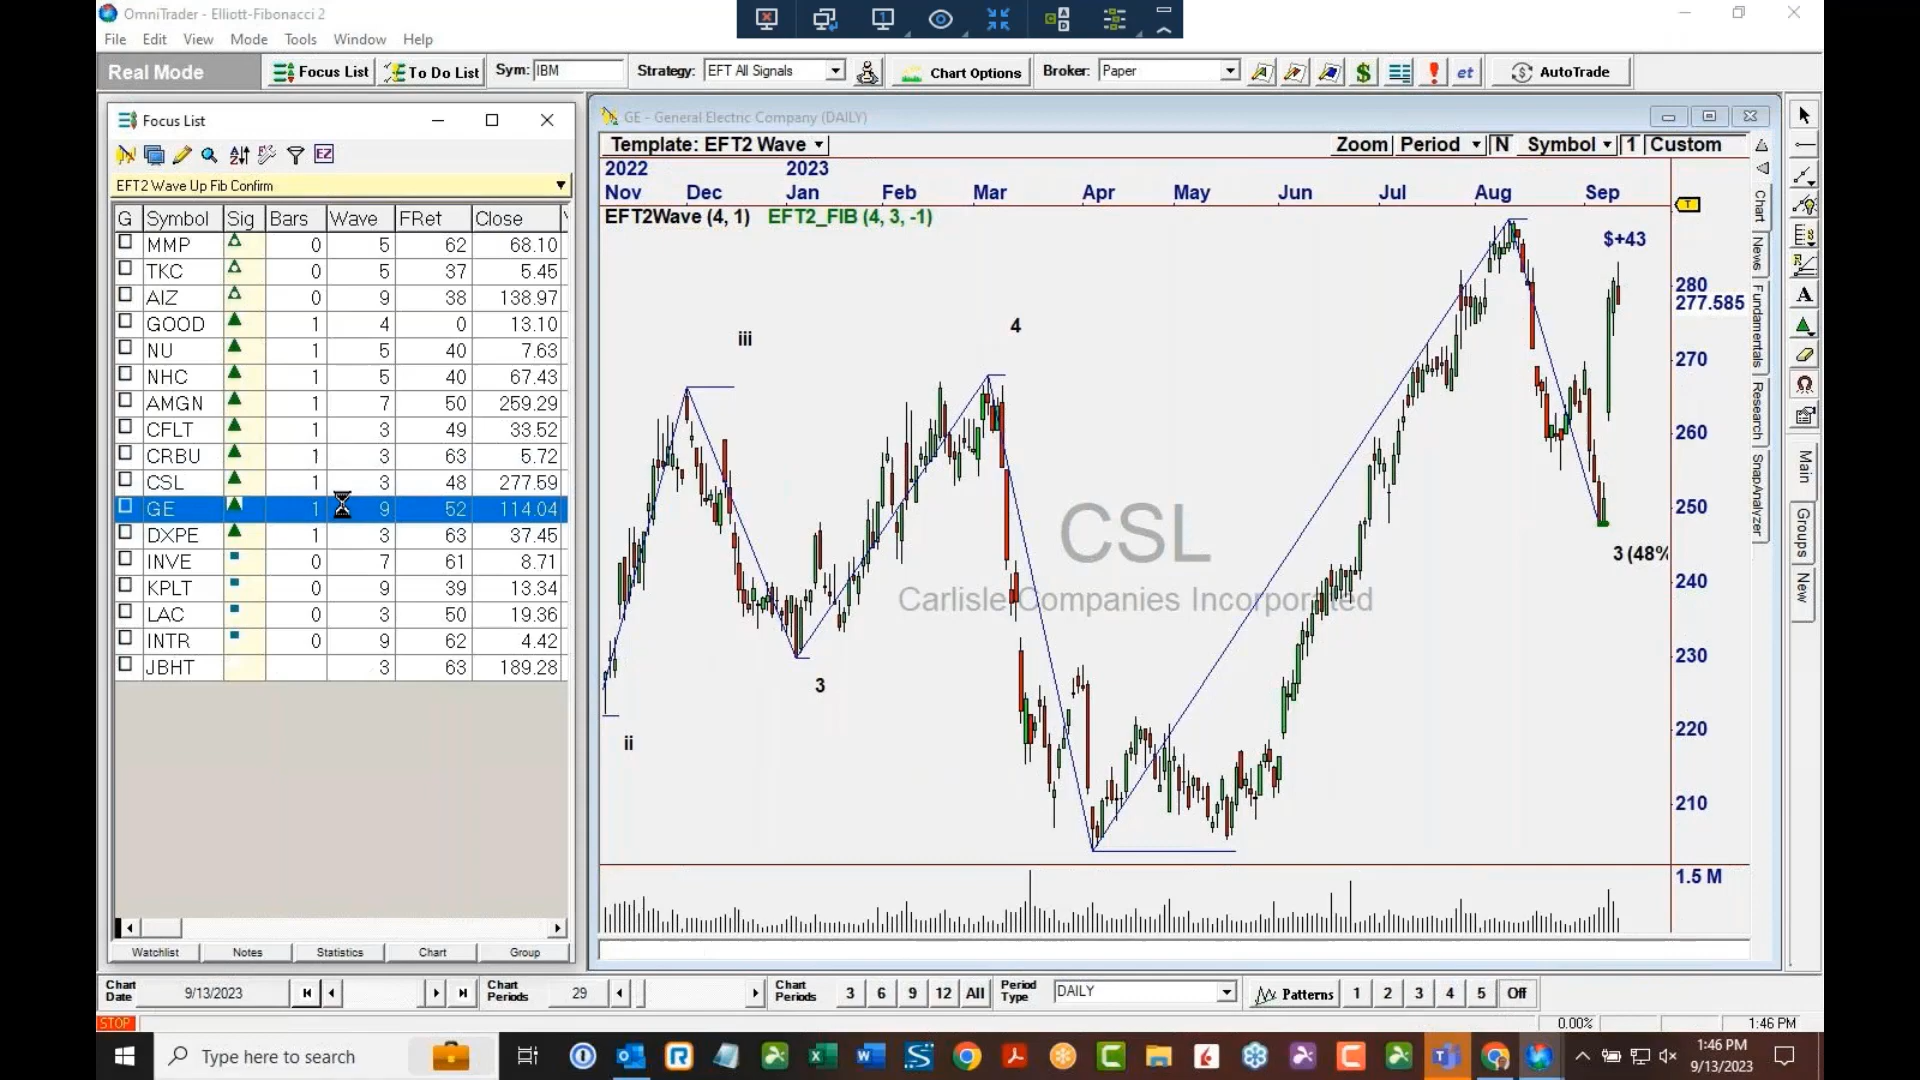 OmniTrader - Elliott-Fibonacci 2
File Edit View Mode Tools Window Help
Real Mode Focus List To Do List Sym: IBM Strategy: EFT All Signals Chart Options Broker: Paper $ ! et AutoTrade
Focus List
EZ
EFT2 Wave Up Fib Confirm
G Symbol Sig Bars Wave FRet Close
MMP 0 5 62 68.10
TKC 0 5 37 5.45
AIZ 0 9 38 138.97
GOOD 1 4 0 13.10
NU 1 5 40 7.63
NHC 1 5 40 67.43
AMGN 1 7 50 259.29
CFLT 1 3 49 33.52
CRBU 1 3 63 5.72
CSL 1 3 48 277.59
GE 1 9 52 114.04
DXPE 1 3 63 37.45
INVE 0 7 61 8.71
KPLT 0 9 39 13.34
LAC 0 3 50 19.36
INTR 0 9 62 4.42
JBHT 3 63 189.28
Watchlist Notes Statistics Chart Group
GE - General Electric Company (DAILY)
Template: EFT2 Wave Zoom Period N Symbol 1 Custom
2022 2023
Nov Dec Jan Feb Mar Apr May Jun Jul Aug Sep
T
EFT2Wave (4, 1) EFT2_FIB (4, 3, -1)
$+43
280
277.585
270
260
250
240
230
220
210
1.5 M
iii
4
3
ii
3 (48%
CSL
Carlisle Companies Incorporated
Chart
News
Fundamentals
Research
SnapAnalyzer
A
Main
Groups
New
Chart Date 9/13/2023 Chart Periods 29 Chart Periods 3 6 9 12 All Period Type DAILY Patterns 1 2 3 4 5 Off
STOP 0.00% 1:46 PM
Type here to search
1:46 PM
9/13/2023